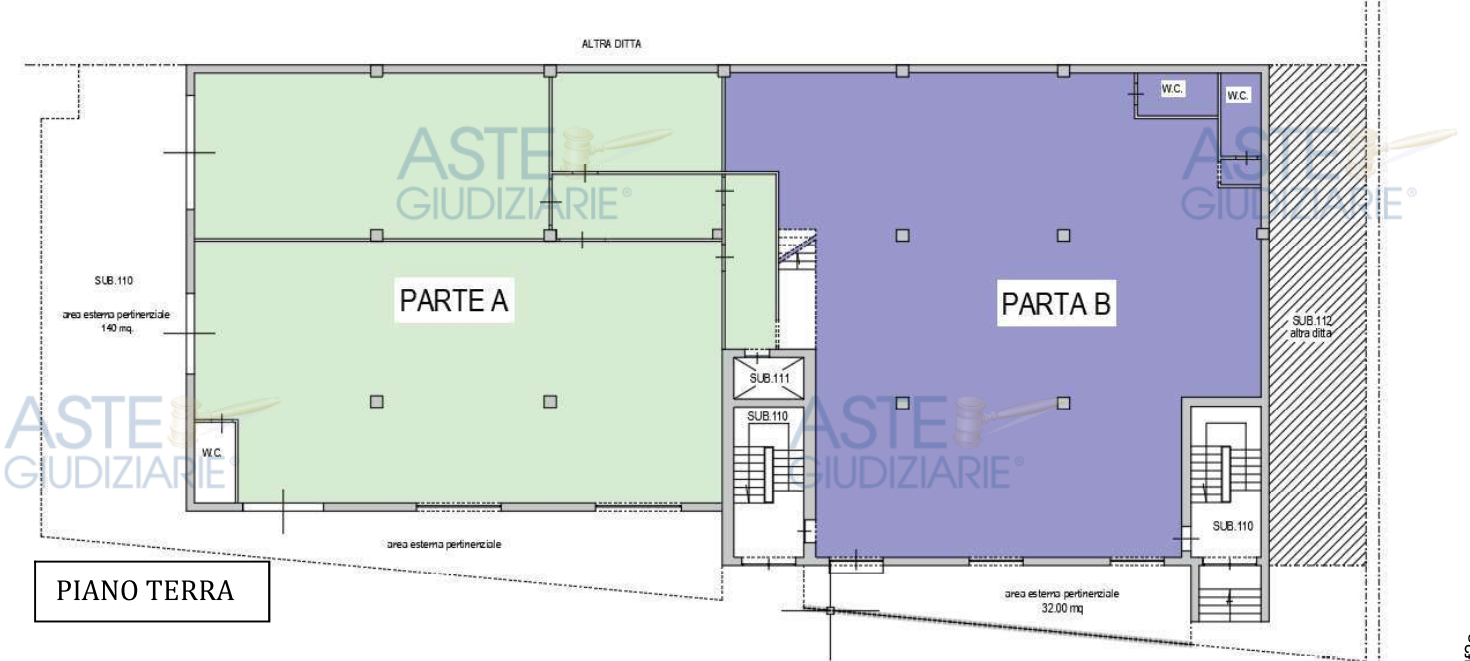 ALTRA DITTA
W.C.
W.C.
ASTE
GIUDIZIARIE®
ASTE
GIUDIZIARIE®
SUB.110
area esterna pertinenziale
140 mq.
PARTE A
PARTA B
SUB.112
altra ditta
SUB.111
SUB.110
ASTE
GIUDIZIARIE®
ASTE
GIUDIZIARIE®
W.C.
SUB.110
area esterna pertinenziale
PIANO TERRA
area esterna pertinenziale
32.00 mq